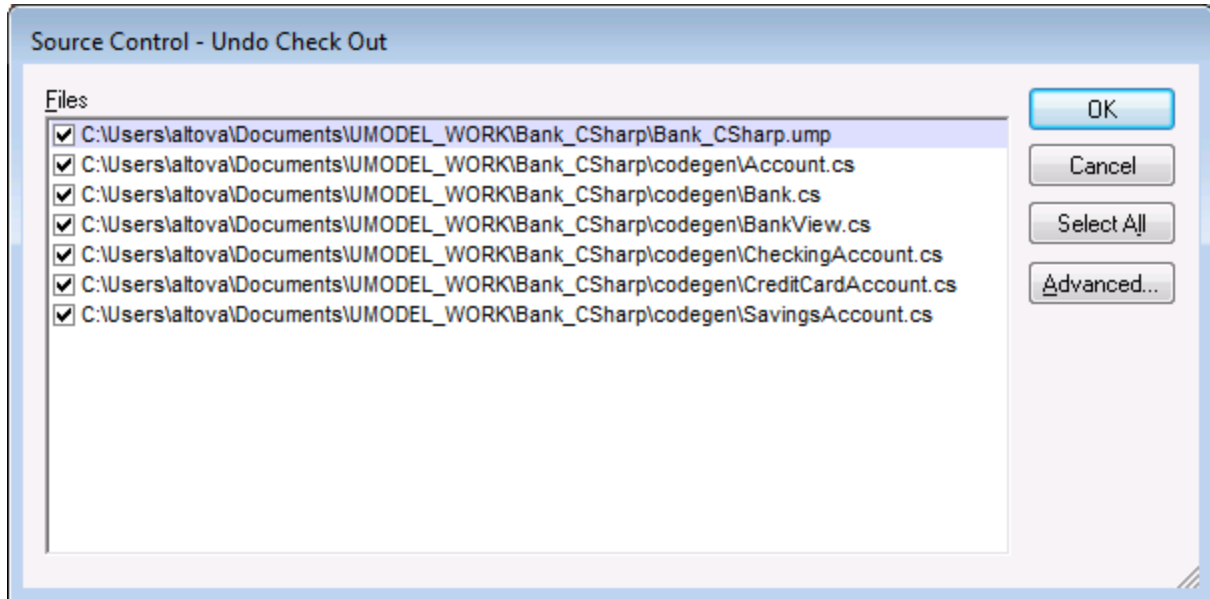 Source Control - Undo Check Out
Files
C:\Users\altova\Documents\UMODEL_WORK\Bank_CSharp\Bank_CSharp.ump
C:\Users\altova\Documents\UMODEL_WORK\Bank_CSharp\codegen\Account.cs
C:\Users\altova\Documents\UMODEL_WORK\Bank_CSharp\codegen\Bank.cs
C:\Users\altova\Documents\UMODEL_WORK\Bank_CSharp\codegen\BankView.cs
C:\Users\altova\Documents\UMODEL_WORK\Bank_CSharp\codegen\CheckingAccount.cs
C:\Users\altova\Documents\UMODEL_WORK\Bank_CSharp\codegen\CreditCardAccount.cs
C:\Users\altova\Documents\UMODEL_WORK\Bank_CSharp\codegen\SavingsAccount.cs
OK
Cancel
Select All
Advanced...